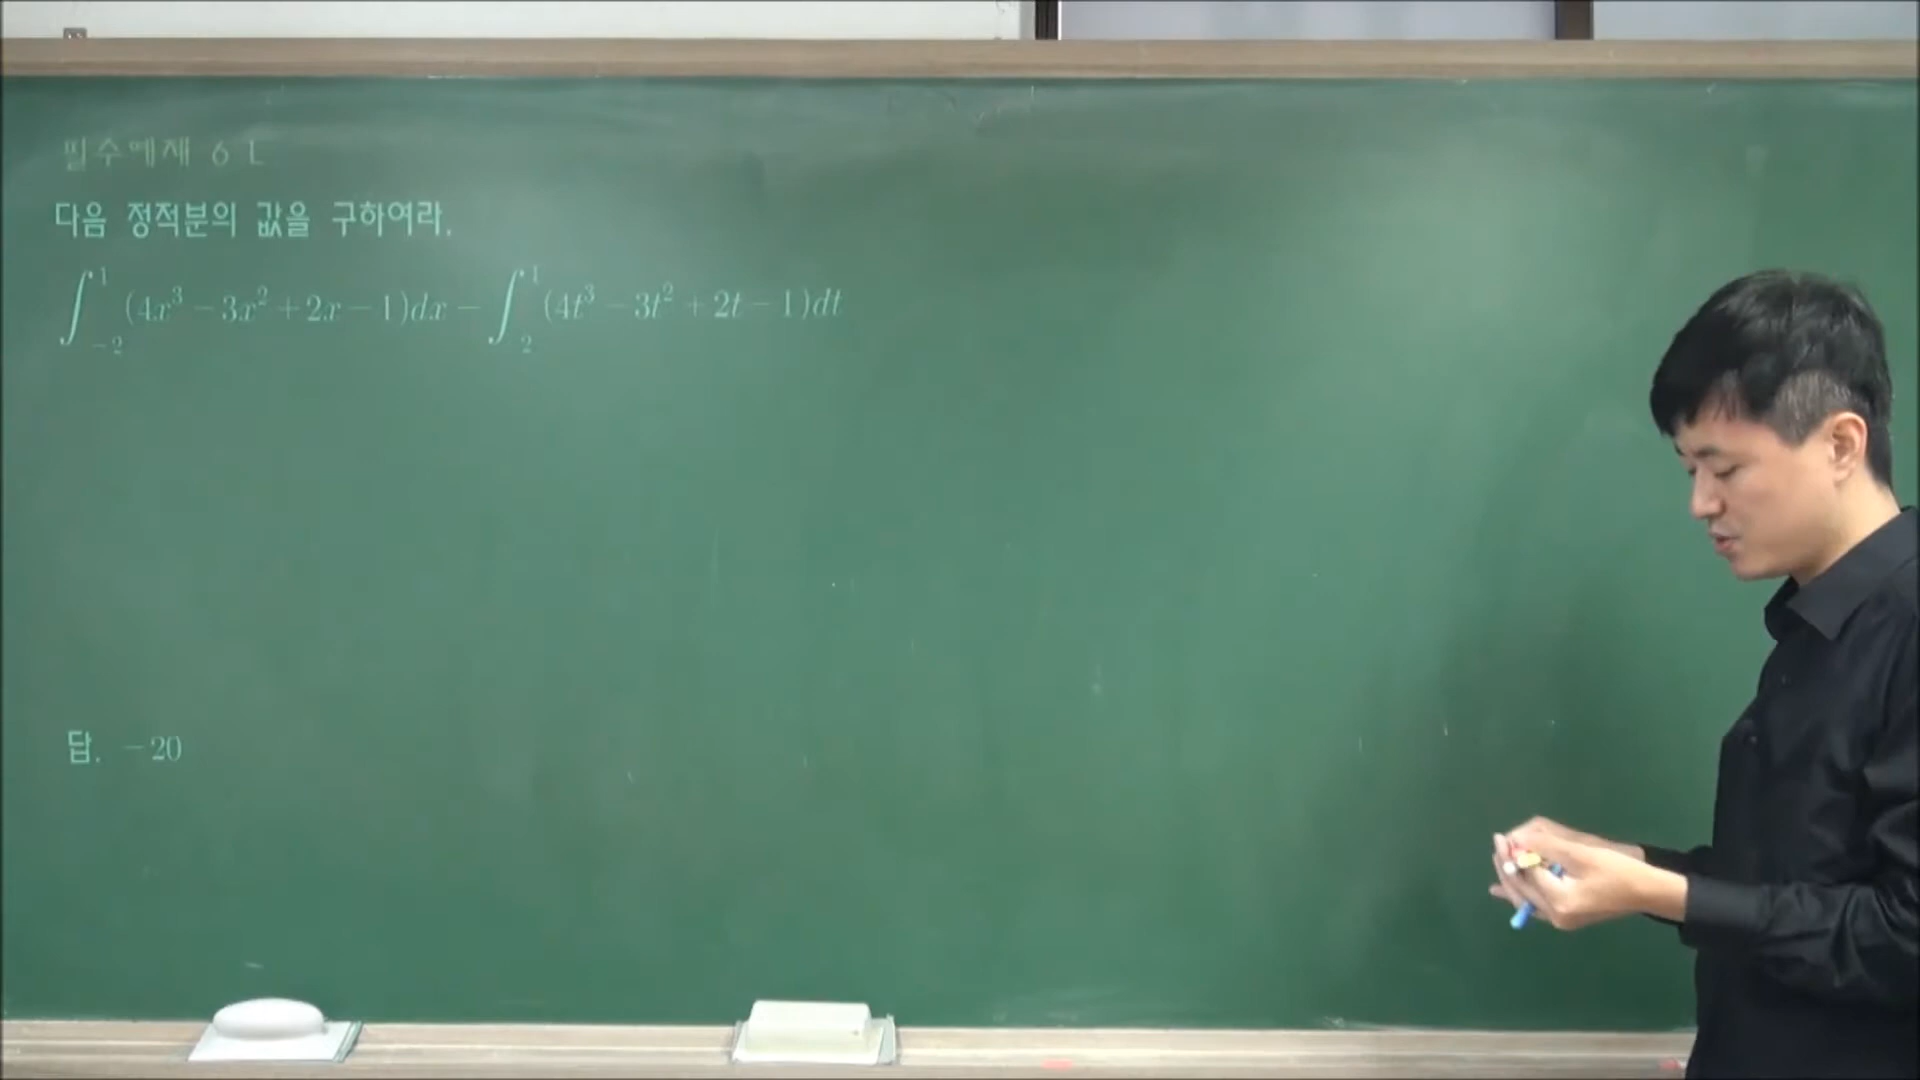 필수예제 6 1
다음 정적분의 값을 구하여라.
∫_{-2}^{1} (4x³ − 3x² + 2x − 1)dx − ∫_{2}^{1} (4t³ − 3t² + 2t − 1)dt
답. −20